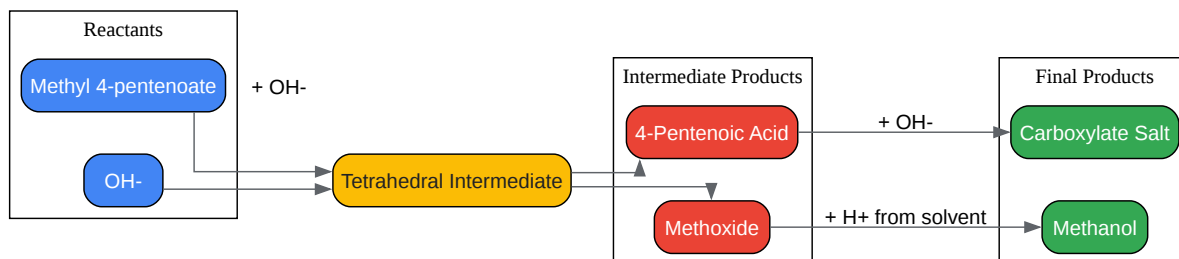 Reactants
Methyl 4-pentenoate
+ OH-
OH-
Tetrahedral Intermediate
Intermediate Products
4-Pentenoic Acid
+ OH-
Methoxide
+ H+ from solvent
Final Products
Carboxylate Salt
Methanol